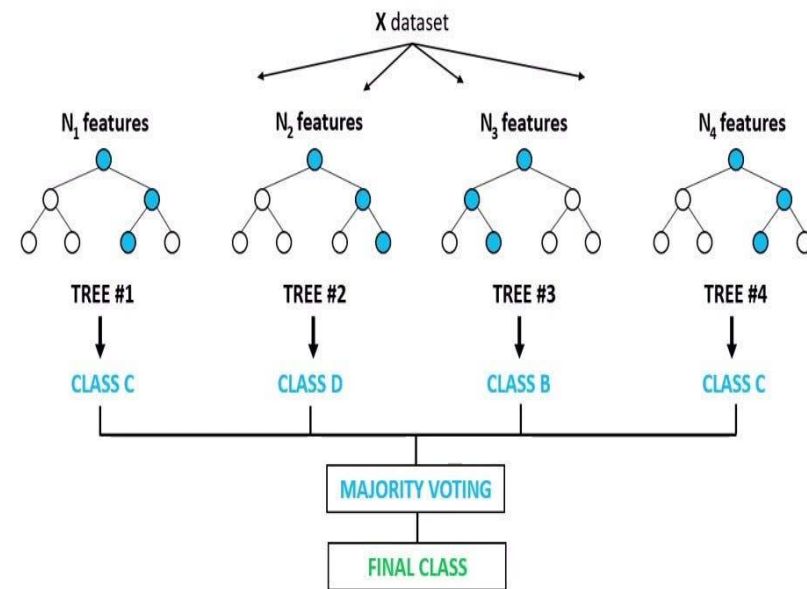 X dataset
N₁ features N₂ features N₃ features N₄ features
TREE #1 TREE #2 TREE #3 TREE #4
CLASS C CLASS D CLASS B CLASS C
MAJORITY VOTING
FINAL CLASS